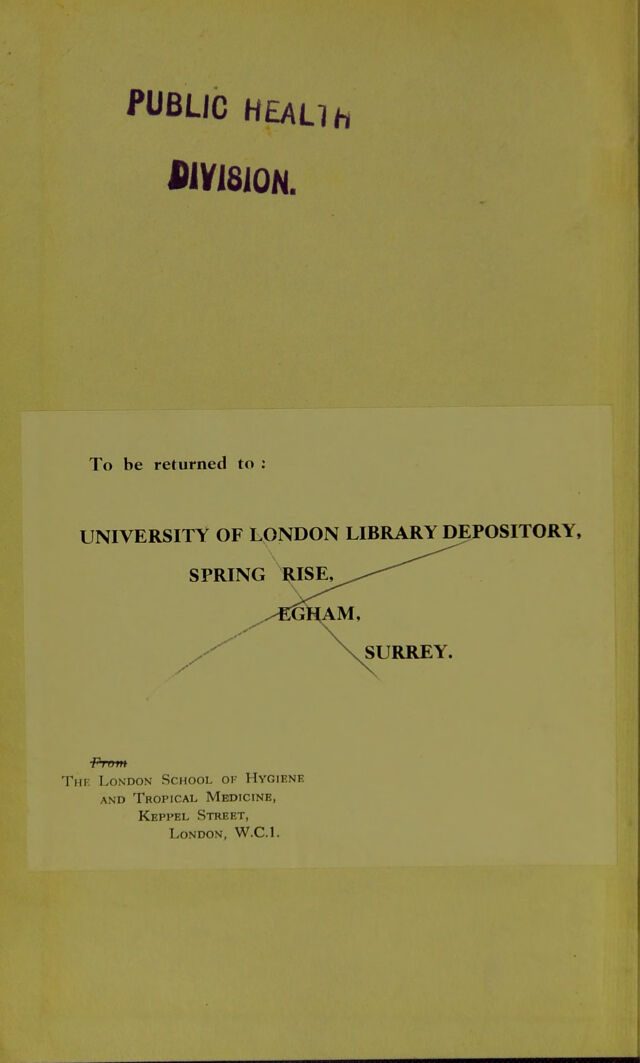 PUBLIC HEALTH
DIVISION.
To be returned to :
UNIVERSITY OF LONDON LIBRARY DEPOSITORY,
SPRING RISE,
EGHAM,
SURREY.
From
THE LONDON SCHOOL OF HYGIENE
AND TROPICAL MEDICINE,
KEPPEL STREET,
LONDON, W.C.1.